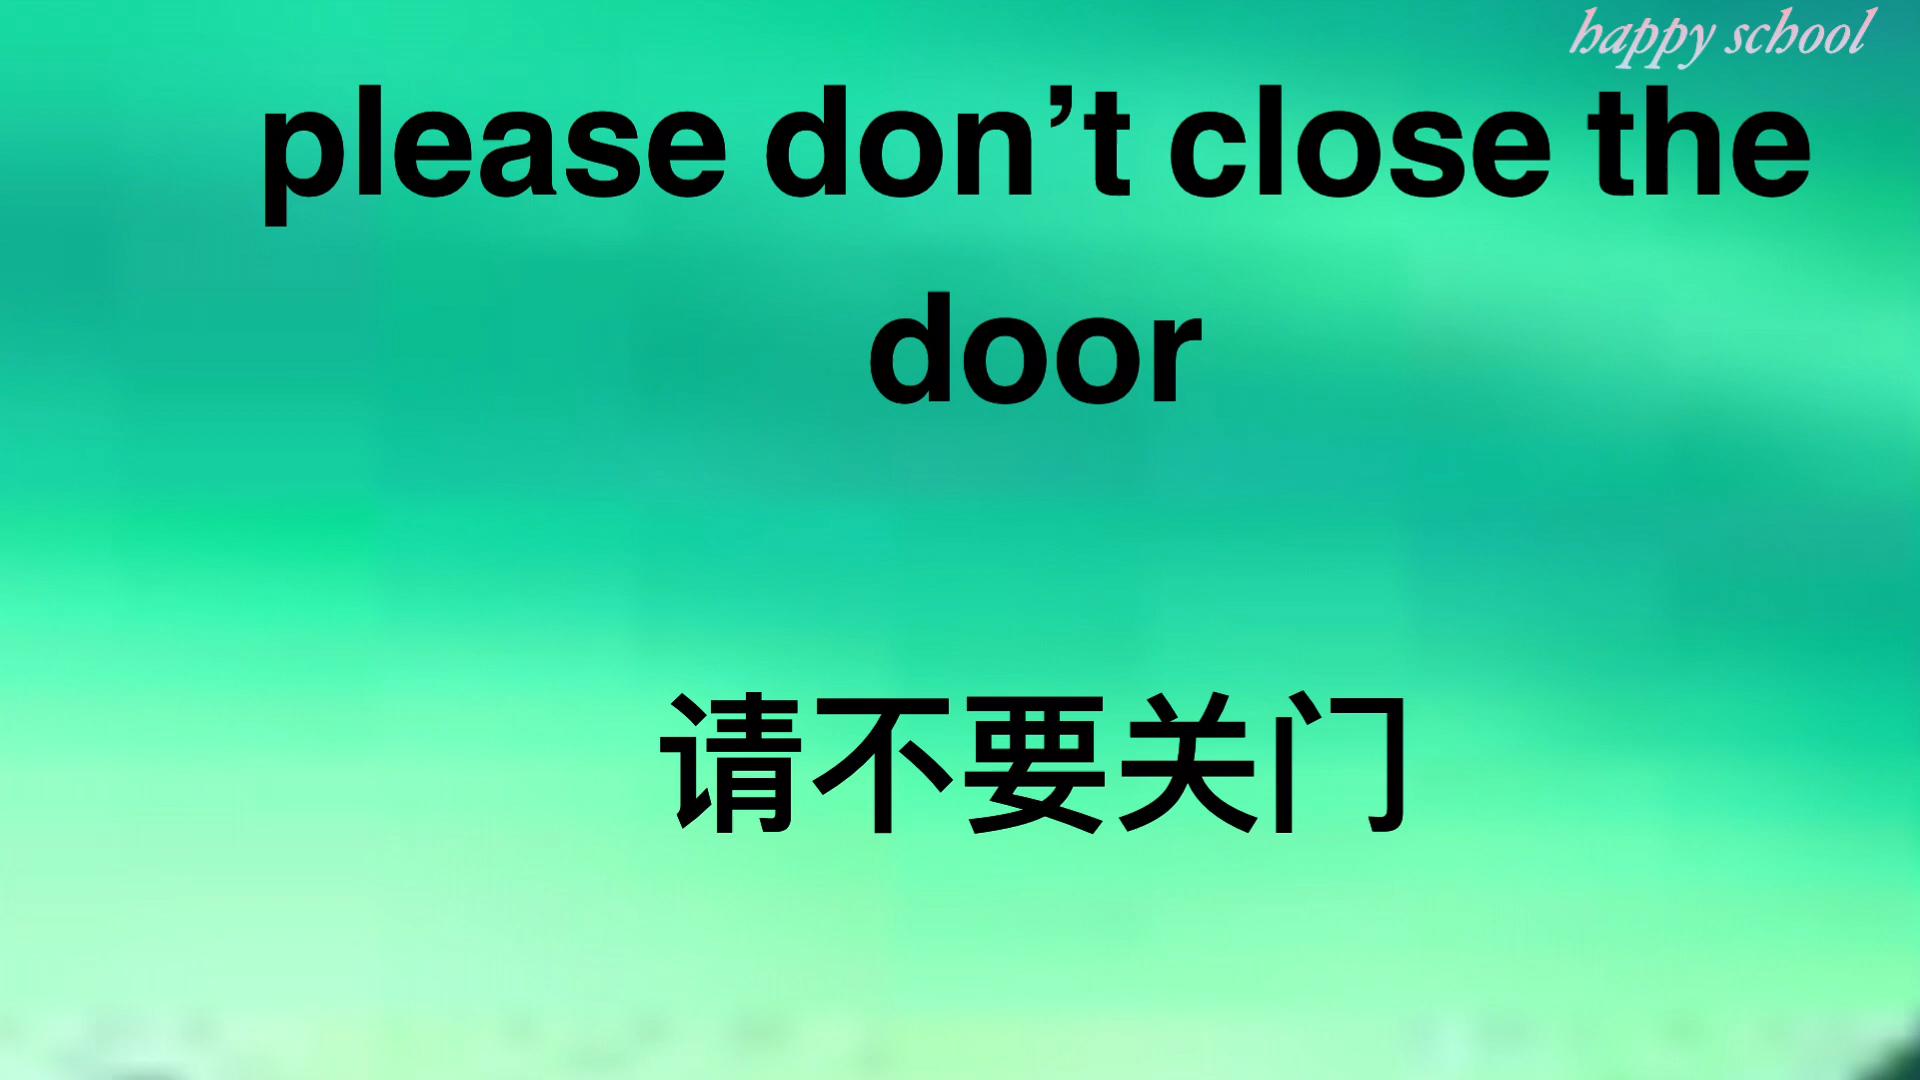 happy school
please don’t close the
door
请不要关门